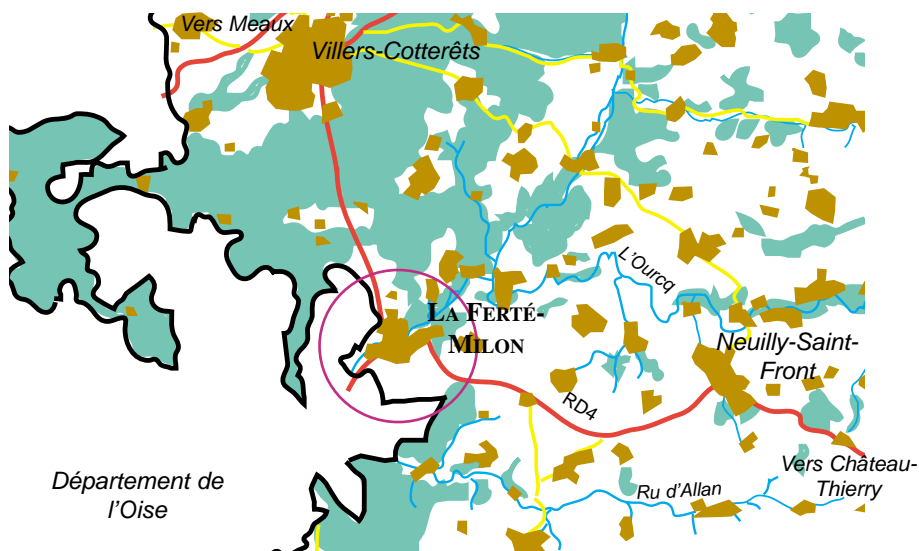 Vers Meaux
Villers-Cotterêts
L'Ourcq
LA FERTÉ-
MILON
Neuilly-Saint-
Front
RD4
Vers Château-
Thierry
Département de
l'Oise
Ru d'Allan